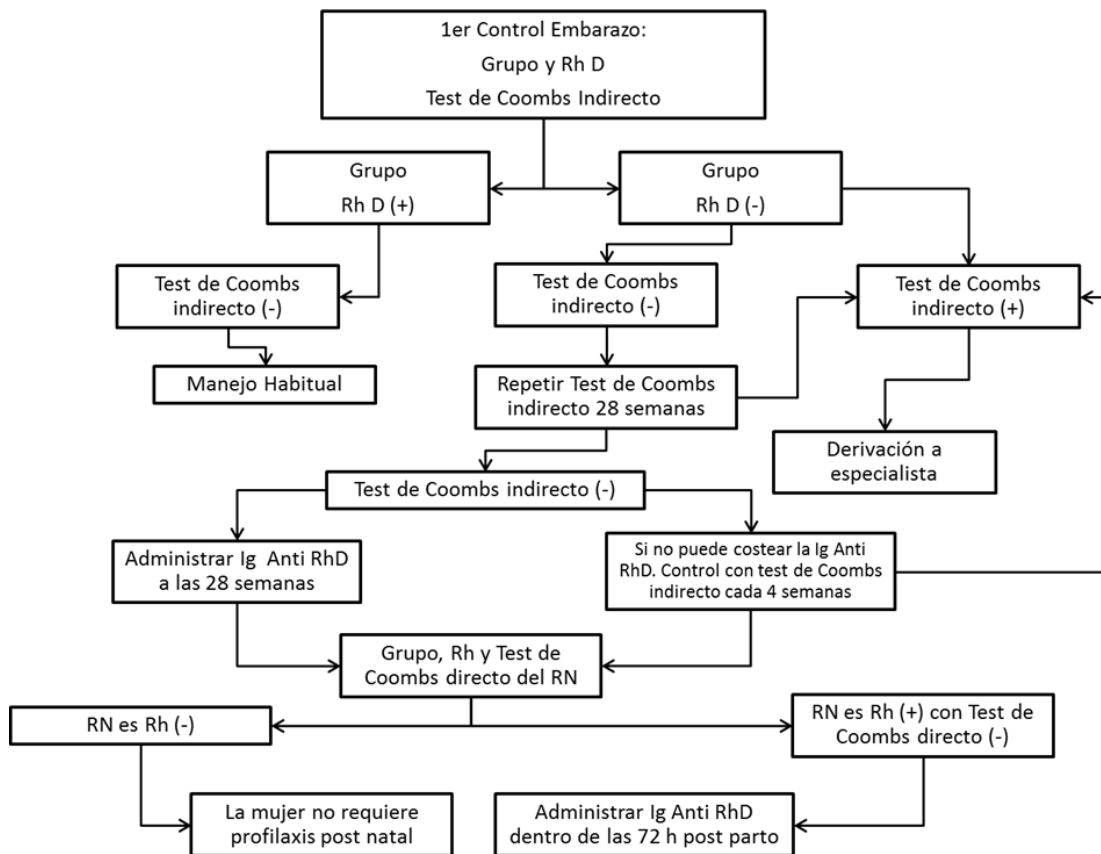 1er Control Embarazo:
Grupo y Rh D
Test de Coombs Indirecto
Grupo
Rh D (+)
Grupo
Rh D (-)
Test de Coombs
indirecto (-)
Test de Coombs
indirecto (-)
Test de Coombs
indirecto (+)
Manejo Habitual
Repetir Test de Coombs
indirecto 28 semanas
Derivación a
especialista
Test de Coombs indirecto (-)
Administrar Ig Anti RhD
a las 28 semanas
Si no puede costear la Ig Anti
RhD. Control con test de Coombs
indirecto cada 4 semanas
Grupo, Rh y Test de
Coombs directo del RN
RN es Rh (-)
RN es Rh (+) con Test de
Coombs directo (-)
La mujer no requiere
profilaxis post natal
Administrar Ig Anti RhD
dentro de las 72 h post parto